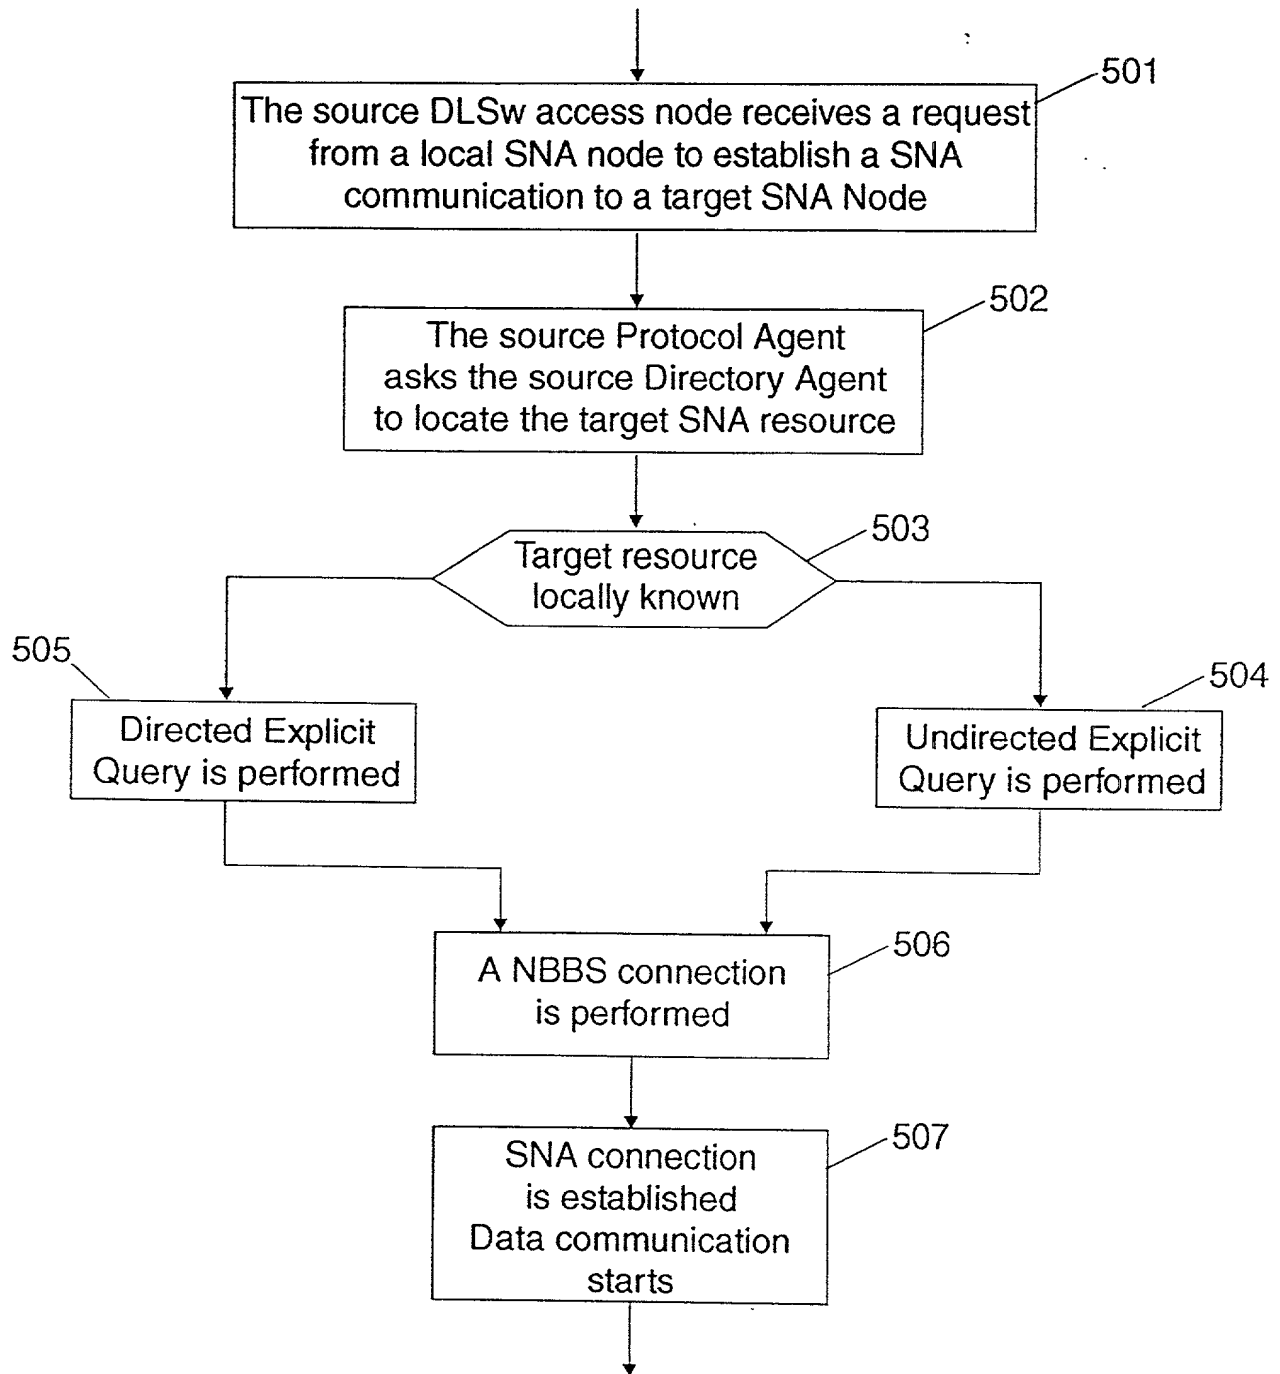 501
The source DLSw access node receives a request
from a local SNA node to establish a SNA
communication to a target SNA Node
502
The source Protocol Agent
asks the source Directory Agent
to locate the target SNA resource
503
Target resource
locally known
505
Directed Explicit
Query is performed
504
Undirected Explicit
Query is performed
506
A NBBS connection
is performed
507
SNA connection
is established
Data communication
starts